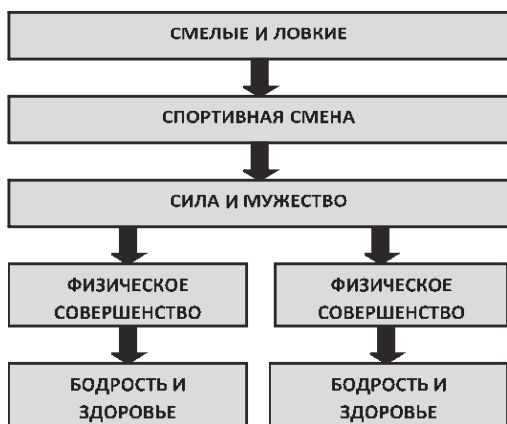 СМЕЛЫЕ И ЛОВКИЕ
СПОРТИВНАЯ СМЕНА
СИЛА И МУЖЕСТВО
ФИЗИЧЕСКОЕ
СОВЕРШЕНСТВО
ФИЗИЧЕСКОЕ
СОВЕРШЕНСТВО
БОДРОСТЬ И
ЗДОРОВЬЕ
БОДРОСТЬ И
ЗДОРОВЬЕ